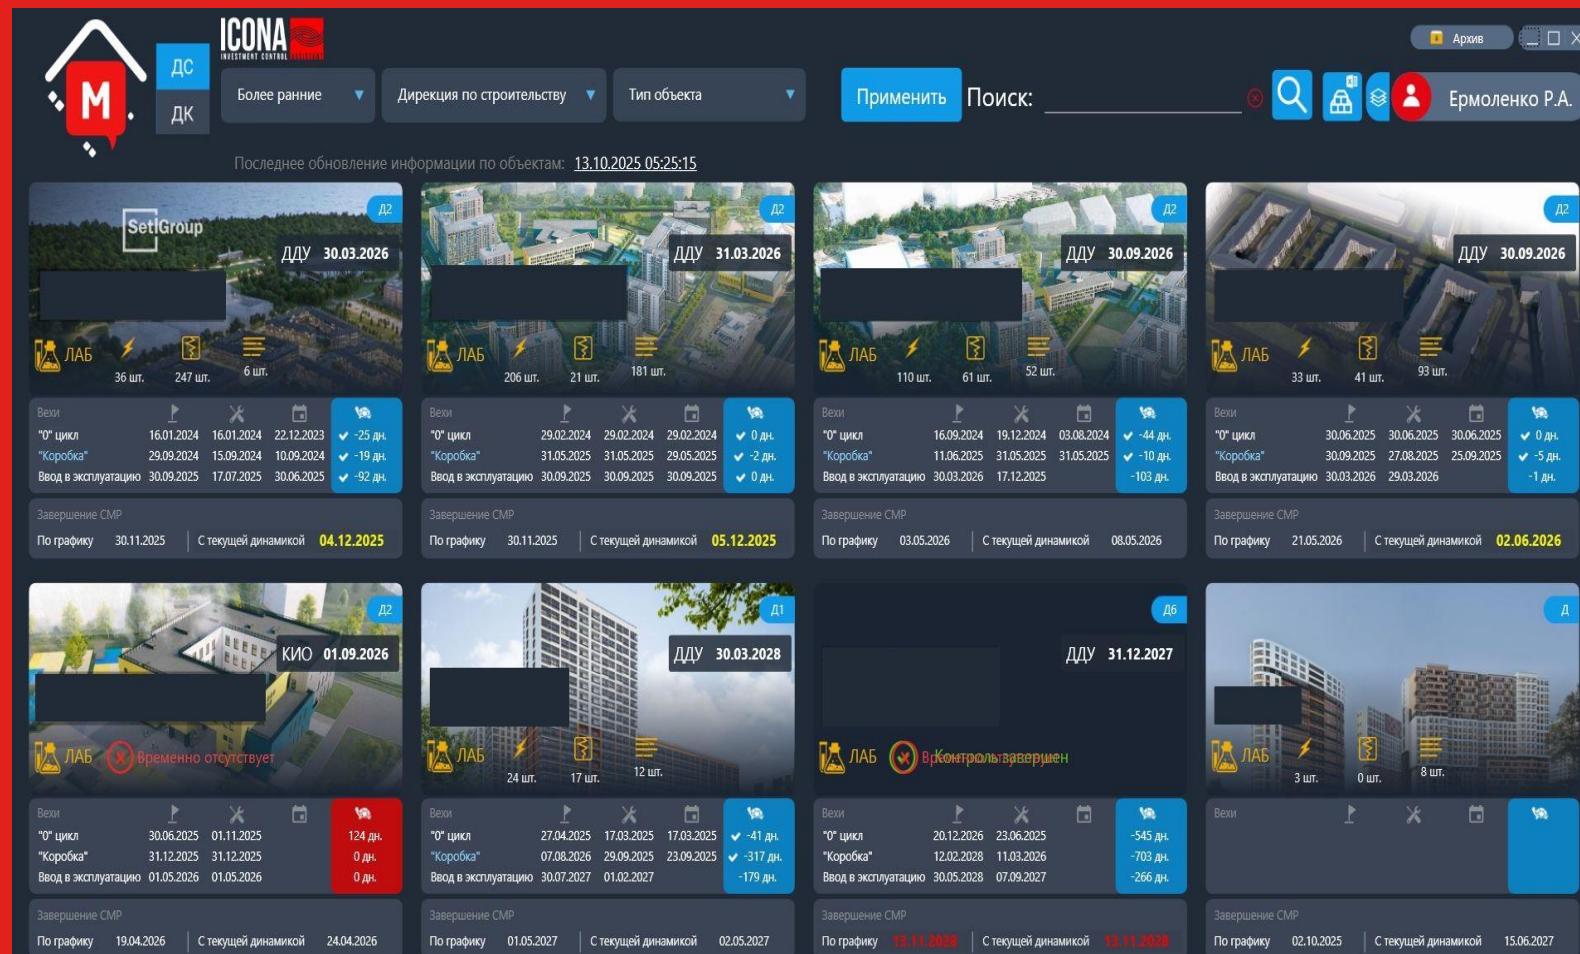 ICONA
INVESTMENT CONTROL
Архив
ДС
ДК
М
Более ранние
Дирекция по строительству
Тип объекта
Применить
Поиск:
Ермоленко Р.А.
Последнее обновление информации по объектам: 13.10.2025 05:25:15
SetlGroup
Д2
ДДУ 30.03.2026
ЛАБ
36 шт. 247 шт. 6 шт.
Вехи
"0" цикл 16.01.2024 16.01.2024 22.12.2023 -25 дн.
"Коробка" 29.09.2024 15.09.2024 10.09.2024 -19 дн.
Ввод в эксплуатацию 30.09.2025 17.07.2025 30.06.2025 -92 дн.
Завершение СМР
По графику 30.11.2025 С текущей динамикой 04.12.2025
Д2
ДДУ 31.03.2026
ЛАБ
206 шт. 21 шт. 181 шт.
Вехи
"0" цикл 29.02.2024 29.02.2024 29.02.2024 0 дн.
"Коробка" 31.05.2025 31.05.2025 29.05.2025 -2 дн.
Ввод в эксплуатацию 30.09.2025 30.09.2025 30.09.2025 0 дн.
Завершение СМР
По графику 30.11.2025 С текущей динамикой 05.12.2025
Д2
ДДУ 30.09.2026
ЛАБ
110 шт. 61 шт. 52 шт.
Вехи
"0" цикл 16.09.2024 19.12.2024 03.08.2024 -44 дн.
"Коробка" 11.06.2025 31.05.2025 31.05.2025 -10 дн.
Ввод в эксплуатацию 30.03.2026 17.12.2025 -103 дн.
Завершение СМР
По графику 03.05.2026 С текущей динамикой 08.05.2026
Д2
ДДУ 30.09.2026
ЛАБ
33 шт. 41 шт. 93 шт.
Вехи
"0" цикл 30.06.2025 30.06.2025 30.06.2025 0 дн.
"Коробка" 30.09.2025 27.08.2025 25.09.2025 -5 дн.
Ввод в эксплуатацию 30.03.2026 29.03.2026 -1 дн.
Завершение СМР
По графику 21.05.2026 С текущей динамикой 02.06.2026
Д2
КИО 01.09.2026
ЛАБ Временно отсутствует
Вехи
"0" цикл 30.06.2025 01.11.2025 124 дн.
"Коробка" 31.12.2025 31.12.2025 0 дн.
Ввод в эксплуатацию 01.05.2026 01.05.2026 0 дн.
Завершение СМР
По графику 19.04.2026 С текущей динамикой 24.04.2026
Д1
ДДУ 30.03.2028
ЛАБ
24 шт. 17 шт. 12 шт.
Вехи
"0" цикл 27.04.2025 17.03.2025 17.03.2025 -41 дн.
"Коробка" 07.08.2026 29.09.2025 23.09.2025 -317 дн.
Ввод в эксплуатацию 30.07.2027 01.02.2027 -179 дн.
Завершение СМР
По графику 01.05.2027 С текущей динамикой 02.05.2027
Д6
ДДУ 31.12.2027
ЛАБ Контроль завершен
Вехи
"0" цикл 20.12.2026 23.06.2025 -545 дн.
"Коробка" 12.02.2028 11.03.2026 -703 дн.
Ввод в эксплуатацию 30.05.2028 07.09.2027 -266 дн.
Завершение СМР
По графику 13.11.2028 С текущей динамикой 13.11.2028
Д
ЛАБ
3 шт. 0 шт. 8 шт.
Вехи
Завершение СМР
По графику 02.10.2025 С текущей динамикой 15.06.2027